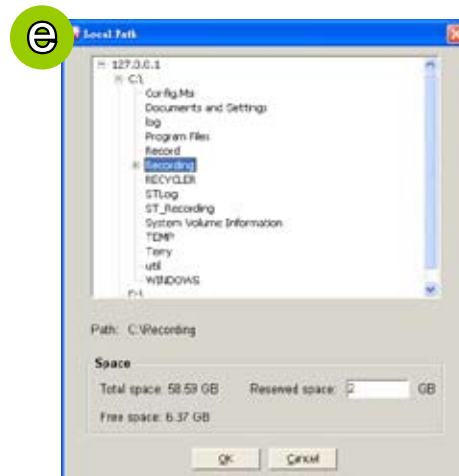 e
Local Path
127.0.0.1
C:\
Config.Msi
Documents and Settings
log
Program Files
Record
Recording
RECYCLER
STLog
ST_Recording
System Volume Information
TEMP
Terry
util
WINDOWS
Path: C:\Recording
Space
Total space: 58.59 GB Reserved space: 2 GB
Free space: 6.37 GB
OK Cancel